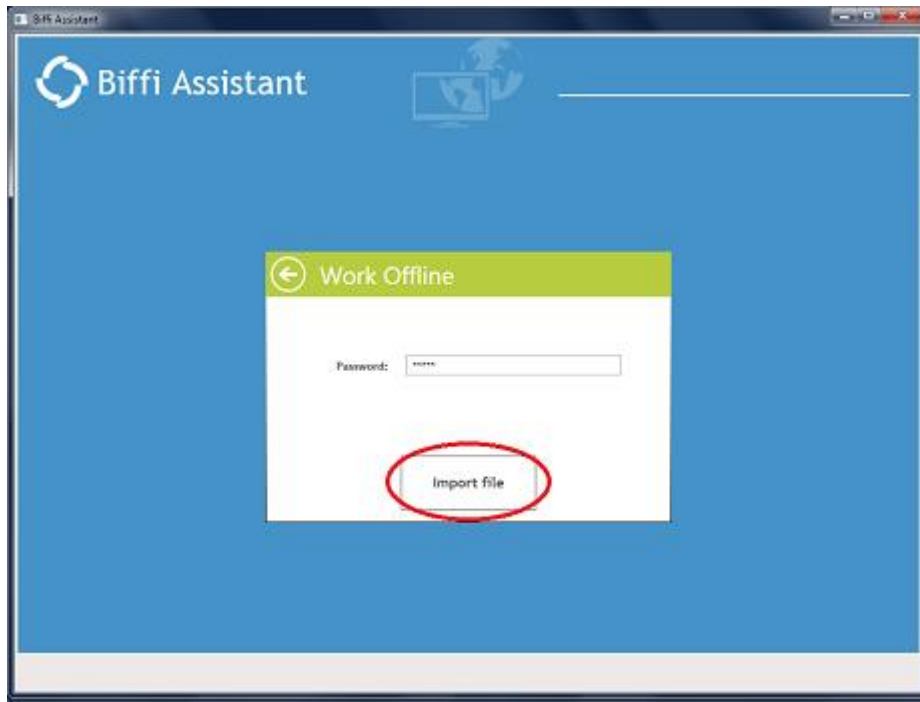 Biffi Assistant
Biffi Assistant
Work Offline
Password: *****
Import file